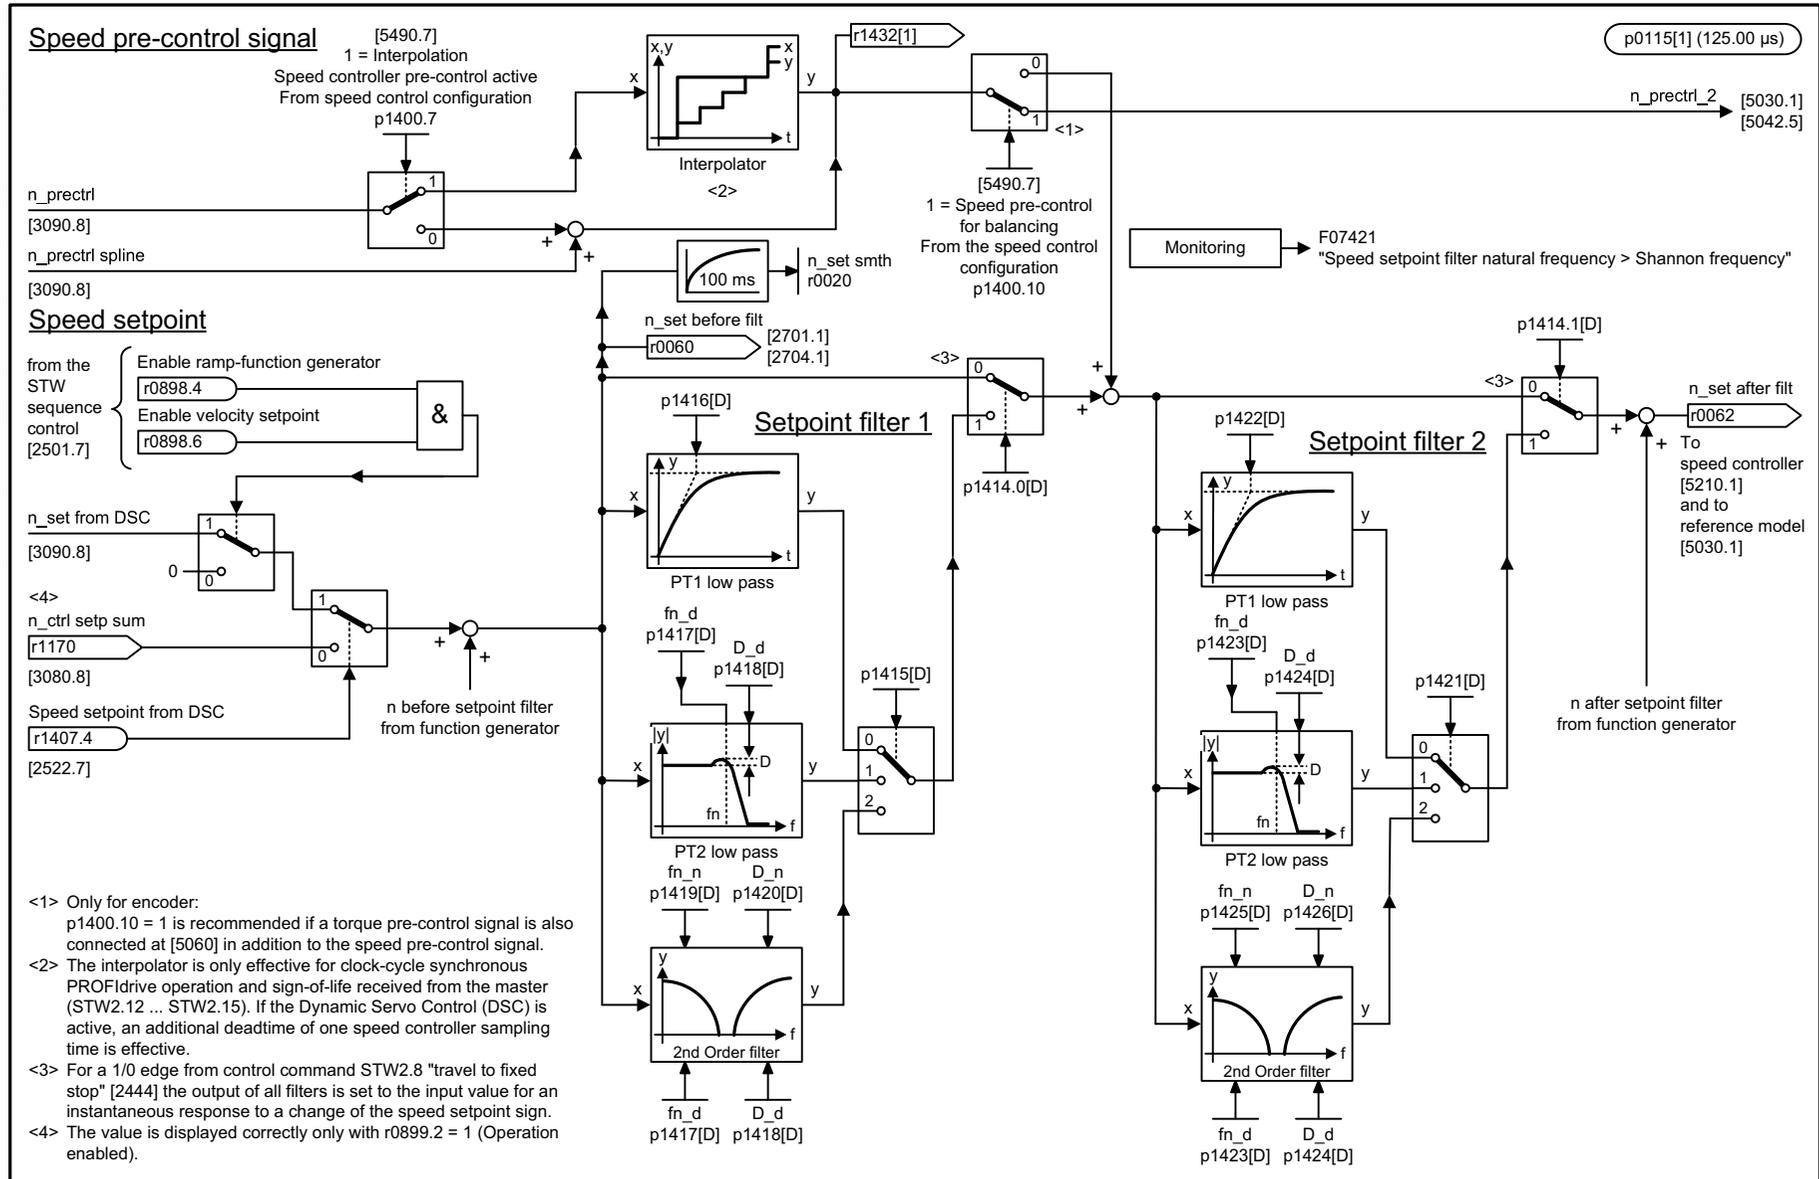 Speed pre-control signal
[5490.7]
1 = Interpolation
Speed controller pre-control active
From speed control configuration
p1400.7
n_prectrl
[3090.8]
n_prectrl spline
[3090.8]
1
0
+
+
x
x,y
x
y
t
y
Interpolator
<2>
r1432[1]
0
1
<1>
[5490.7]
1 = Speed pre-control
for balancing
From the speed control
configuration
p1400.10
p0115[1] (125.00 µs)
n_prectrl_2
[5030.1]
[5042.5]
Monitoring
F07421
"Speed setpoint filter natural frequency > Shannon frequency"
100 ms
n_set smth
r0020
n_set before filt
r0060
[2701.1]
[2704.1]
Speed setpoint
from the
STW
sequence
control
[2501.7]
Enable ramp-function generator
r0898.4
Enable velocity setpoint
r0898.6
&
n_set from DSC
[3090.8]
1
0
0
<4>
n_ctrl setp sum
r1170
[3080.8]
1
0
Speed setpoint from DSC
r1407.4
[2522.7]
+
+
n before setpoint filter
from function generator
Setpoint filter 1
p1416[D]
x
y
t
y
PT1 low pass
fn_d
p1417[D]
D_d
p1418[D]
x
|y|
D
fn
f
y
PT2 low pass
fn_n
p1419[D]
D_n
p1420[D]
x
y
f
y
2nd Order filter
fn_d
p1417[D]
D_d
p1418[D]
p1415[D]
0
1
2
<3>
0
1
p1414.0[D]
+
+
Setpoint filter 2
p1422[D]
x
y
t
y
PT1 low pass
fn_d
p1423[D]
D_d
p1424[D]
x
|y|
D
fn
f
y
PT2 low pass
fn_n
p1425[D]
D_n
p1426[D]
x
y
f
y
2nd Order filter
fn_d
p1423[D]
D_d
p1424[D]
p1421[D]
0
1
2
p1414.1[D]
<3>
0
1
+
+
n_set after filt
r0062
To
speed controller
[5210.1]
and to
reference model
[5030.1]
n after setpoint filter
from function generator
<1> Only for encoder:
p1400.10 = 1 is recommended if a torque pre-control signal is also
connected at [5060] in addition to the speed pre-control signal.
<2> The interpolator is only effective for clock-cycle synchronous
PROFIdrive operation and sign-of-life received from the master
(STW2.12 ... STW2.15). If the Dynamic Servo Control (DSC) is
active, an additional deadtime of one speed controller sampling
time is effective.
<3> For a 1/0 edge from control command STW2.8 "travel to fixed
stop" [2444] the output of all filters is set to the input value for an
instantaneous response to a change of the speed setpoint sign.
<4> The value is displayed correctly only with r0899.2 = 1 (Operation
enabled).